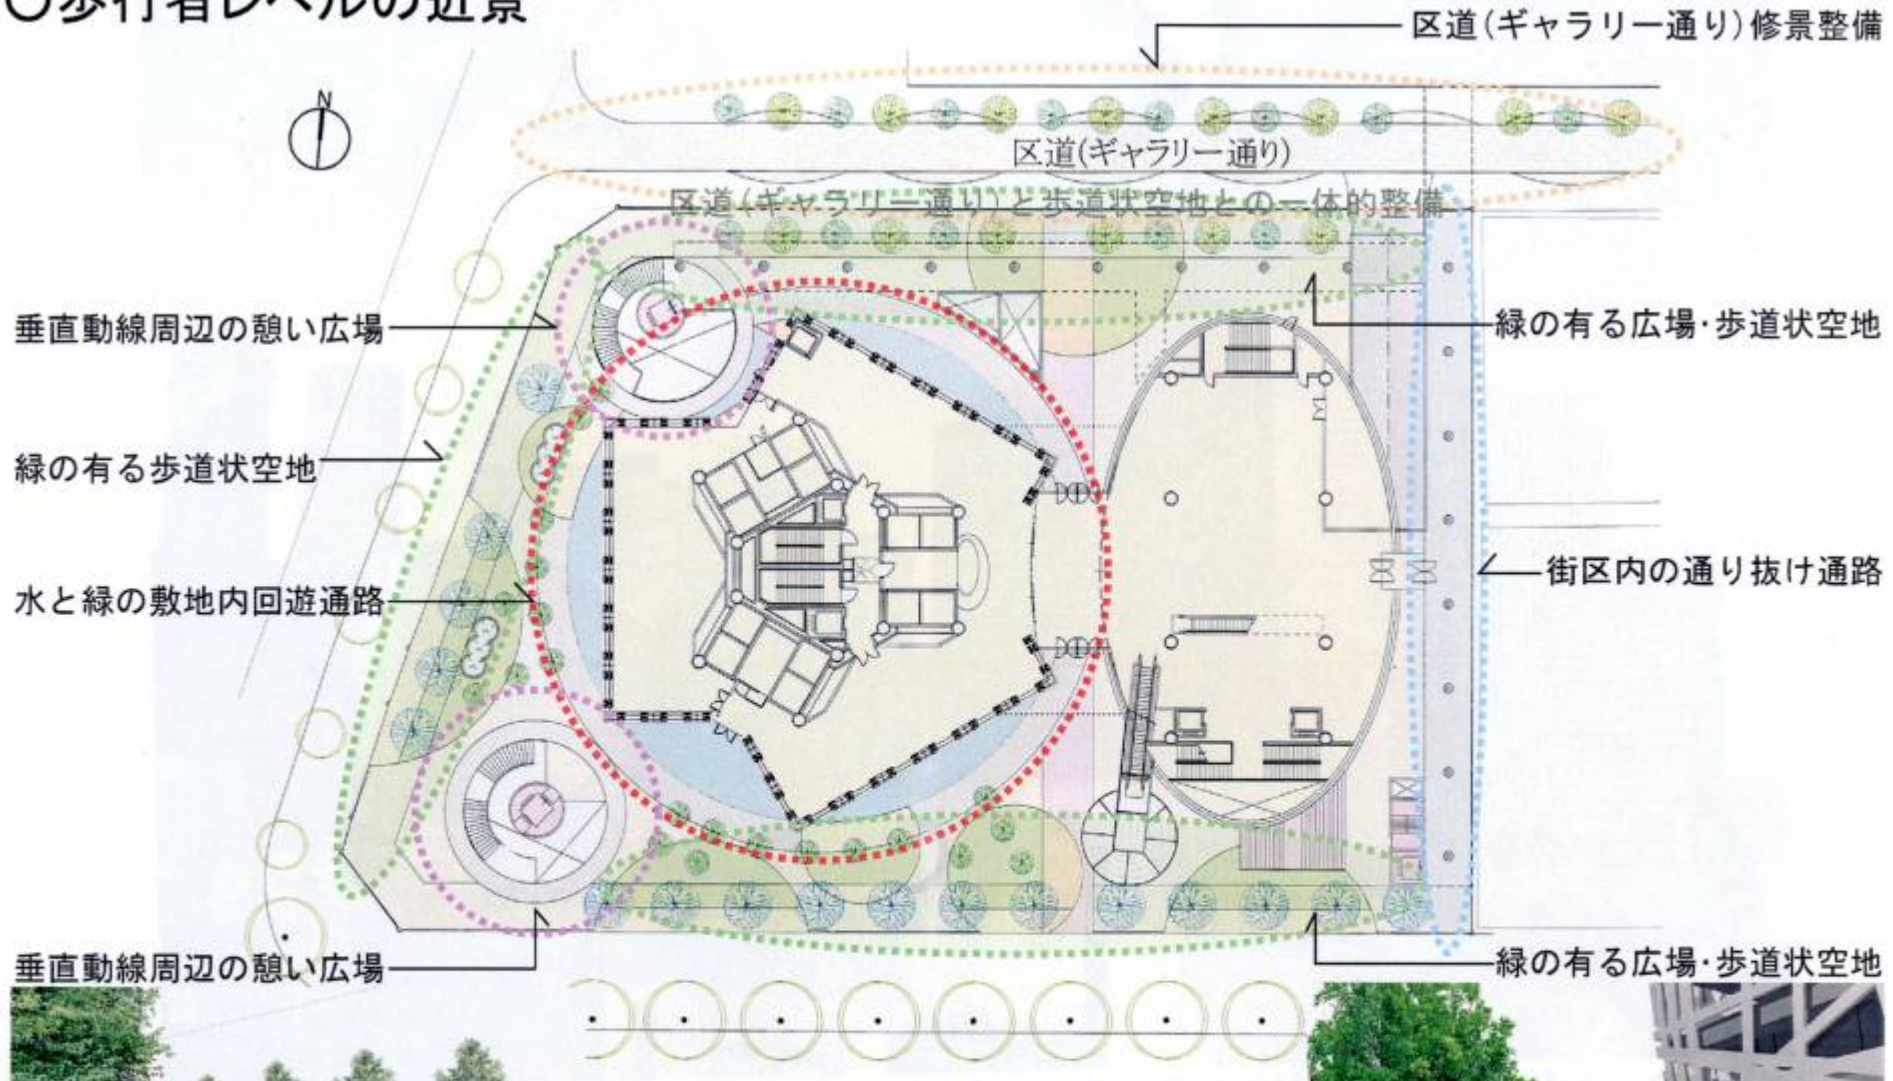 〇歩行者レベルの近景
区道(ギャラリー通り)修景整備
N
区道(ギャラリー通り)
区道(ギャラリー通り)と歩道状空地との一体的整備
垂直動線周辺の憩い広場
緑の有る広場・歩道状空地
緑の有る歩道状空地
水と緑の敷地内回遊通路
街区内の通り抜け通路
垂直動線周辺の憩い広場
緑の有る広場・歩道状空地